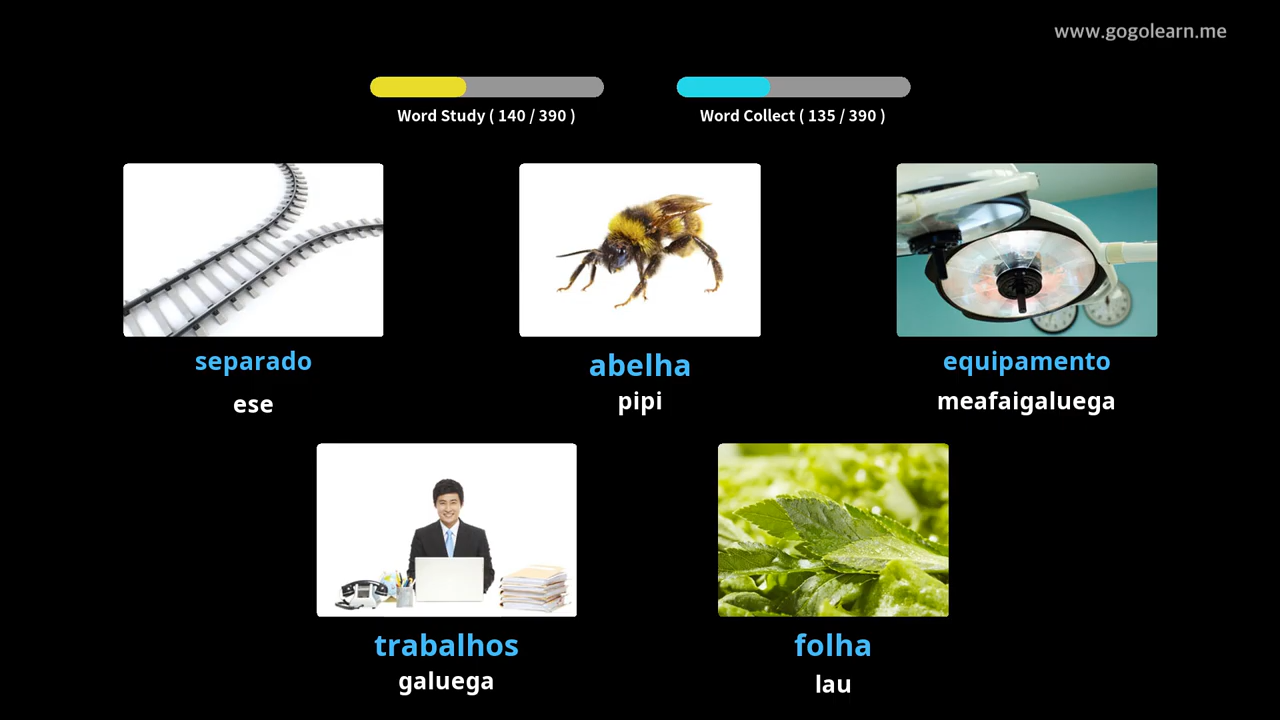 www.gogolearn.me
Word Study ( 140 / 390 )
Word Collect ( 135 / 390 )
separado
ese
abelha
pipi
equipamento
meafaigaluega
trabalhos
galuega
folha
lau